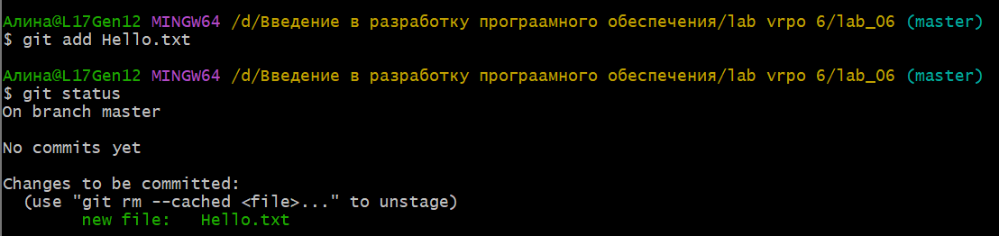 Алина@L17Gen12 MINGW64 /d/Введение в разработку програамного обеспечения/lab vrpo 6/lab_06 (master)
$ git add Hello.txt
Алина@L17Gen12 MINGW64 /d/Введение в разработку програамного обеспечения/lab vrpo 6/lab_06 (master)
$ git status
On branch master
No commits yet
Changes to be committed:
(use "git rm --cached <file>..." to unstage)
new file: Hello.txt